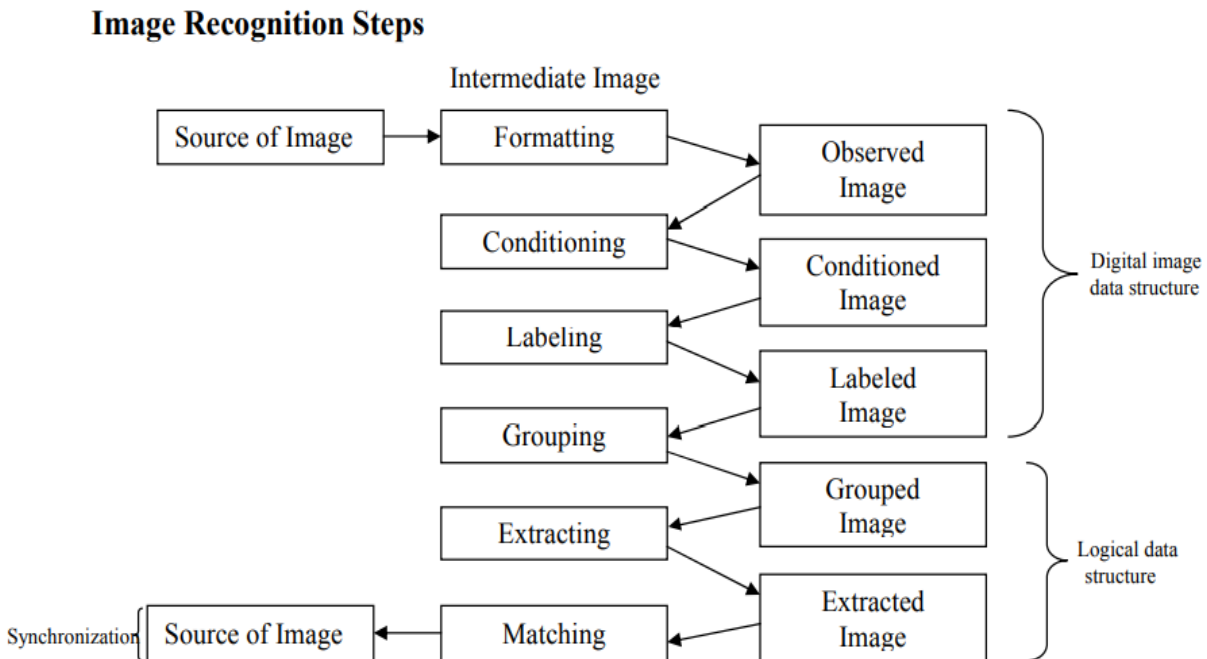 Image Recognition Steps
Intermediate Image
Source of Image
Formatting
Observed
Image
Conditioning
Conditioned
Image
Digital image
data structure
Labeling
Labeled
Image
Grouping
Grouped
Image
Extracting
Logical data
structure
Extracted
Image
Synchronization
Source of Image
Matching